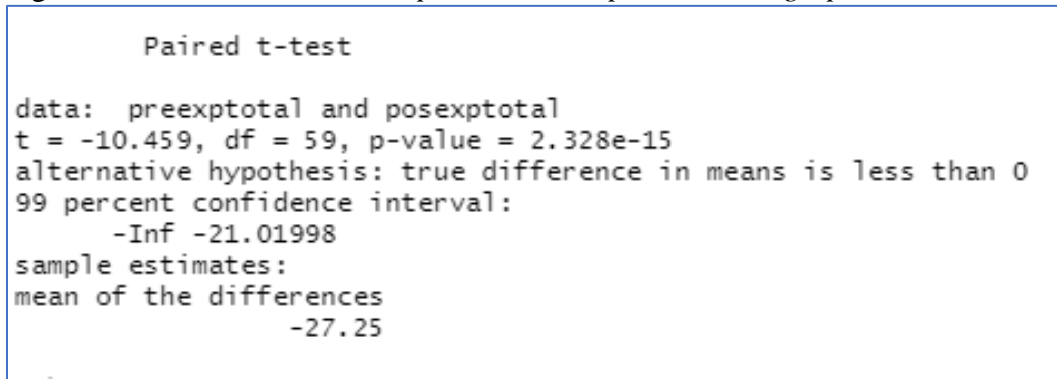 Paired t-test
data: preexptotal and posexptotal
t = -10.459, df = 59, p-value = 2.328e-15
alternative hypothesis: true difference in means is less than 0
99 percent confidence interval:
-Inf -21.01998
sample estimates:
mean of the differences
-27.25